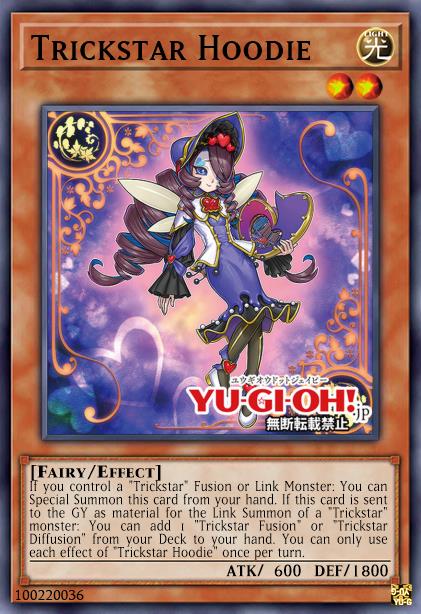 Trickstar Hoodie
LIGHT
光
ユウギオウドットジェイピー
YU-GI-OH!.jp
無断転載禁止
[Fairy/Effect]
If you control a "Trickstar" Fusion or Link Monster: You can
Special Summon this card from your hand. If this card is sent
to the GY as material for the Link Summon of a "Trickstar"
monster: You can add 1 "Trickstar Fusion" or "Trickstar
Diffusion" from your Deck to your hand. You can only use
each effect of "Trickstar Hoodie" once per turn.
ATK/ 600 DEF/1800
100220036